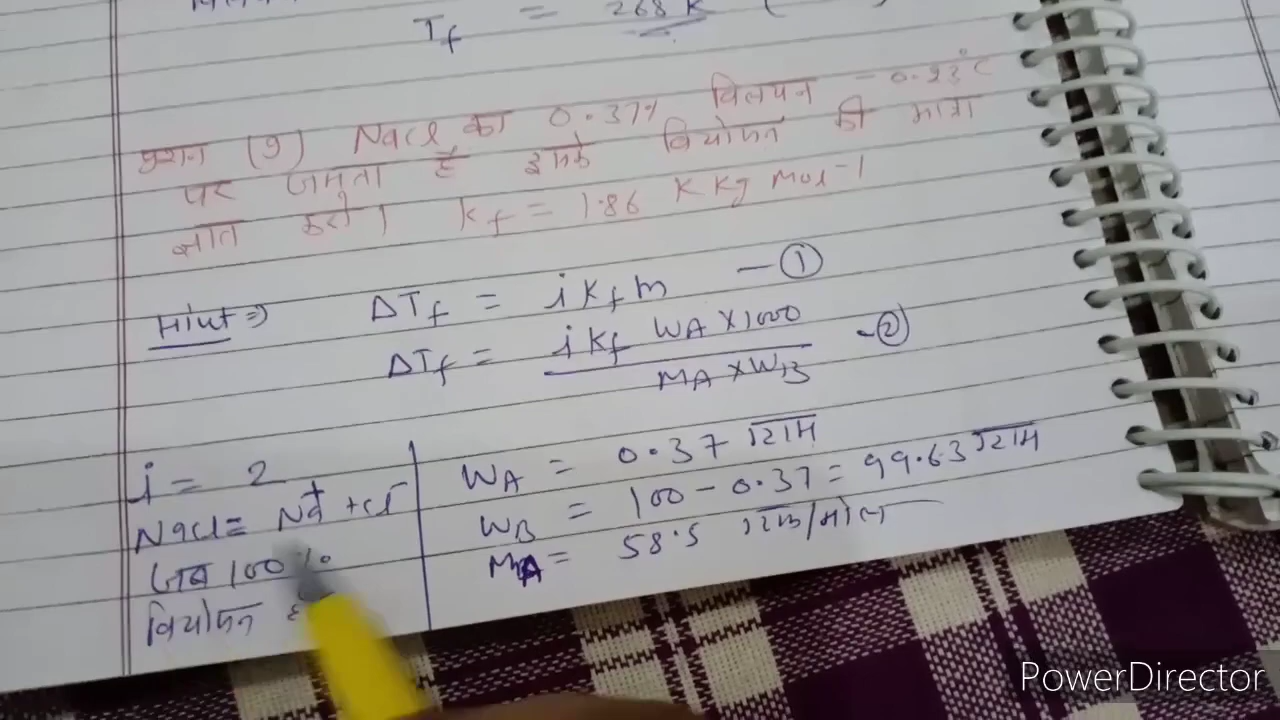 T_f = 268 K
प्रश्न (9) NaCl का 0.37% विलयन -0.23°C
पर जमता है इसके वियोजन की मात्रा
ज्ञात करो। Kf = 1.86 K Kg mol-1
Hint ⇒ ΔTf = i Kf m — ①
ΔTf = i Kf WA X 1000 / MA X WB — ②
i = 2
NaCl = Na+ + Cl-
जब 100%
वियोजन
WA = 0.37 ग्राम
WB = 100 - 0.37 = 99.63 ग्राम
MA = 58.5 ग्राम/मोल
PowerDirector